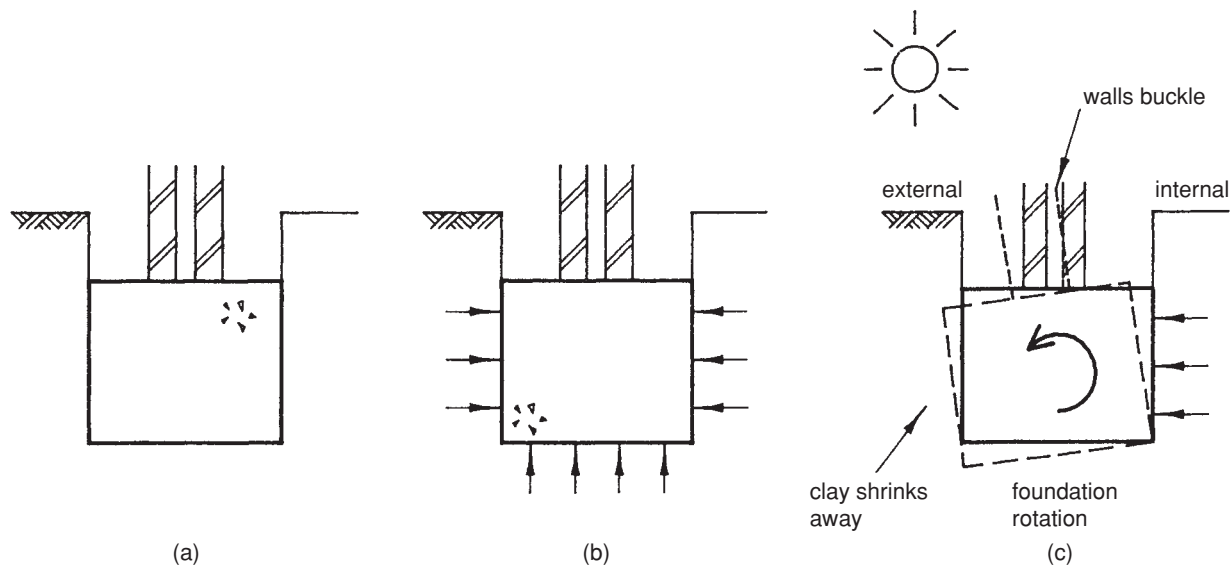 walls buckle
external
internal
clay shrinks
away
foundation
rotation
(a)
(b)
(c)